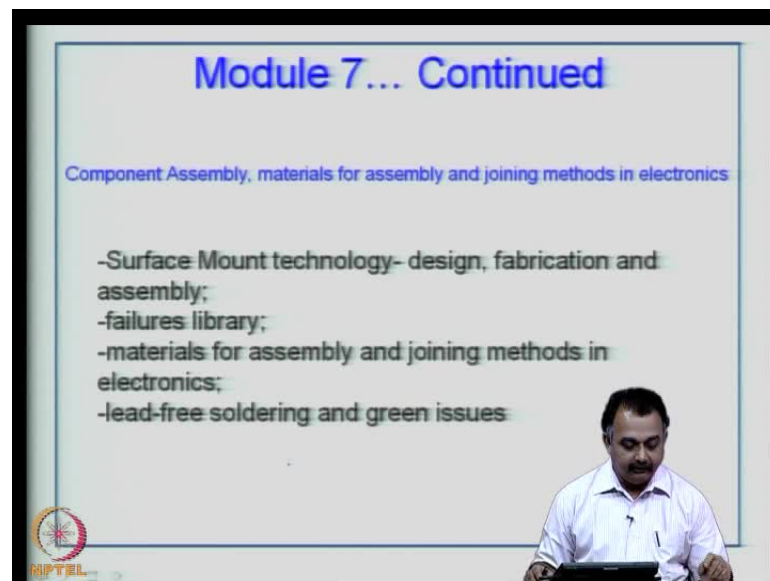 Module 7... Continued
Component Assembly, materials for assembly and joining methods in electronics
-Surface Mount technology- design, fabrication and
assembly;
-failures library;
-materials for assembly and joining methods in
electronics;
-lead-free soldering and green issues
NPTEL